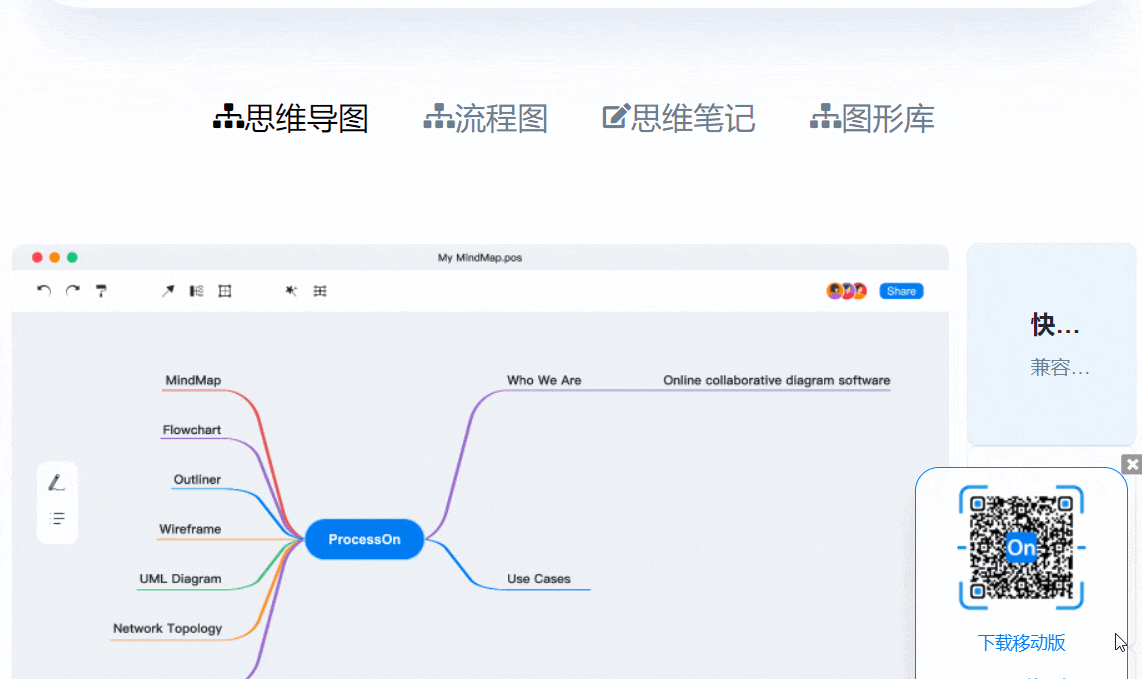 思维导图 流程图 思维笔记 图形库
My MindMap.pos
Share
快...
兼容...
MindMap
Who We Are
Online collaborative diagram software
Flowchart
Outliner
Wireframe
ProcessOn
UML Diagram
Use Cases
Network Topology
On
下载移动版